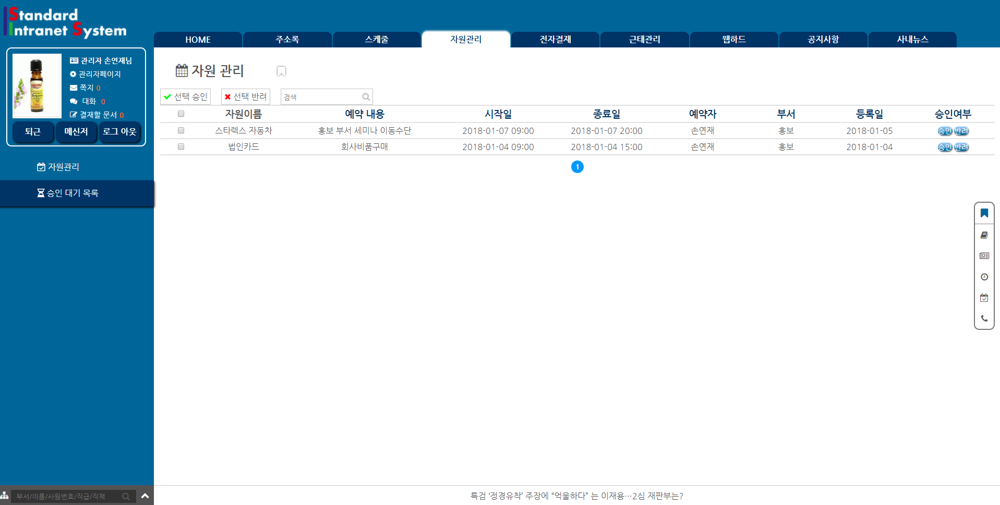 Standard
Intranet System
HOME 주소록 스케줄 자원관리 전자결재 근태관리 웹하드 공지사항 사내뉴스
관리자 손연재님
관리자페이지
쪽지 0
대화 0
결재할 문서 0
퇴근 메신저 로그 아웃
자원관리
승인 대기 목록
자원 관리
선택 승인 선택 반려 검색
자원이름 예약 내용 시작일 종료일 예약자 부서 등록일 승인여부
스타렉스 자동차 홍보 부서 세미나 이동수단 2018-01-07 09:00 2018-01-07 20:00 손연재 홍보 2018-01-05 승인 반려
법인카드 회사비품구매 2018-01-04 09:00 2018-01-04 15:00 손연재 홍보 2018-01-04 승인 반려
1
부서/이름/사원번호/직급/직책
특검 ‘정경유착’ 주장에 “억울하다” 는 이재용…2심 재판부는?